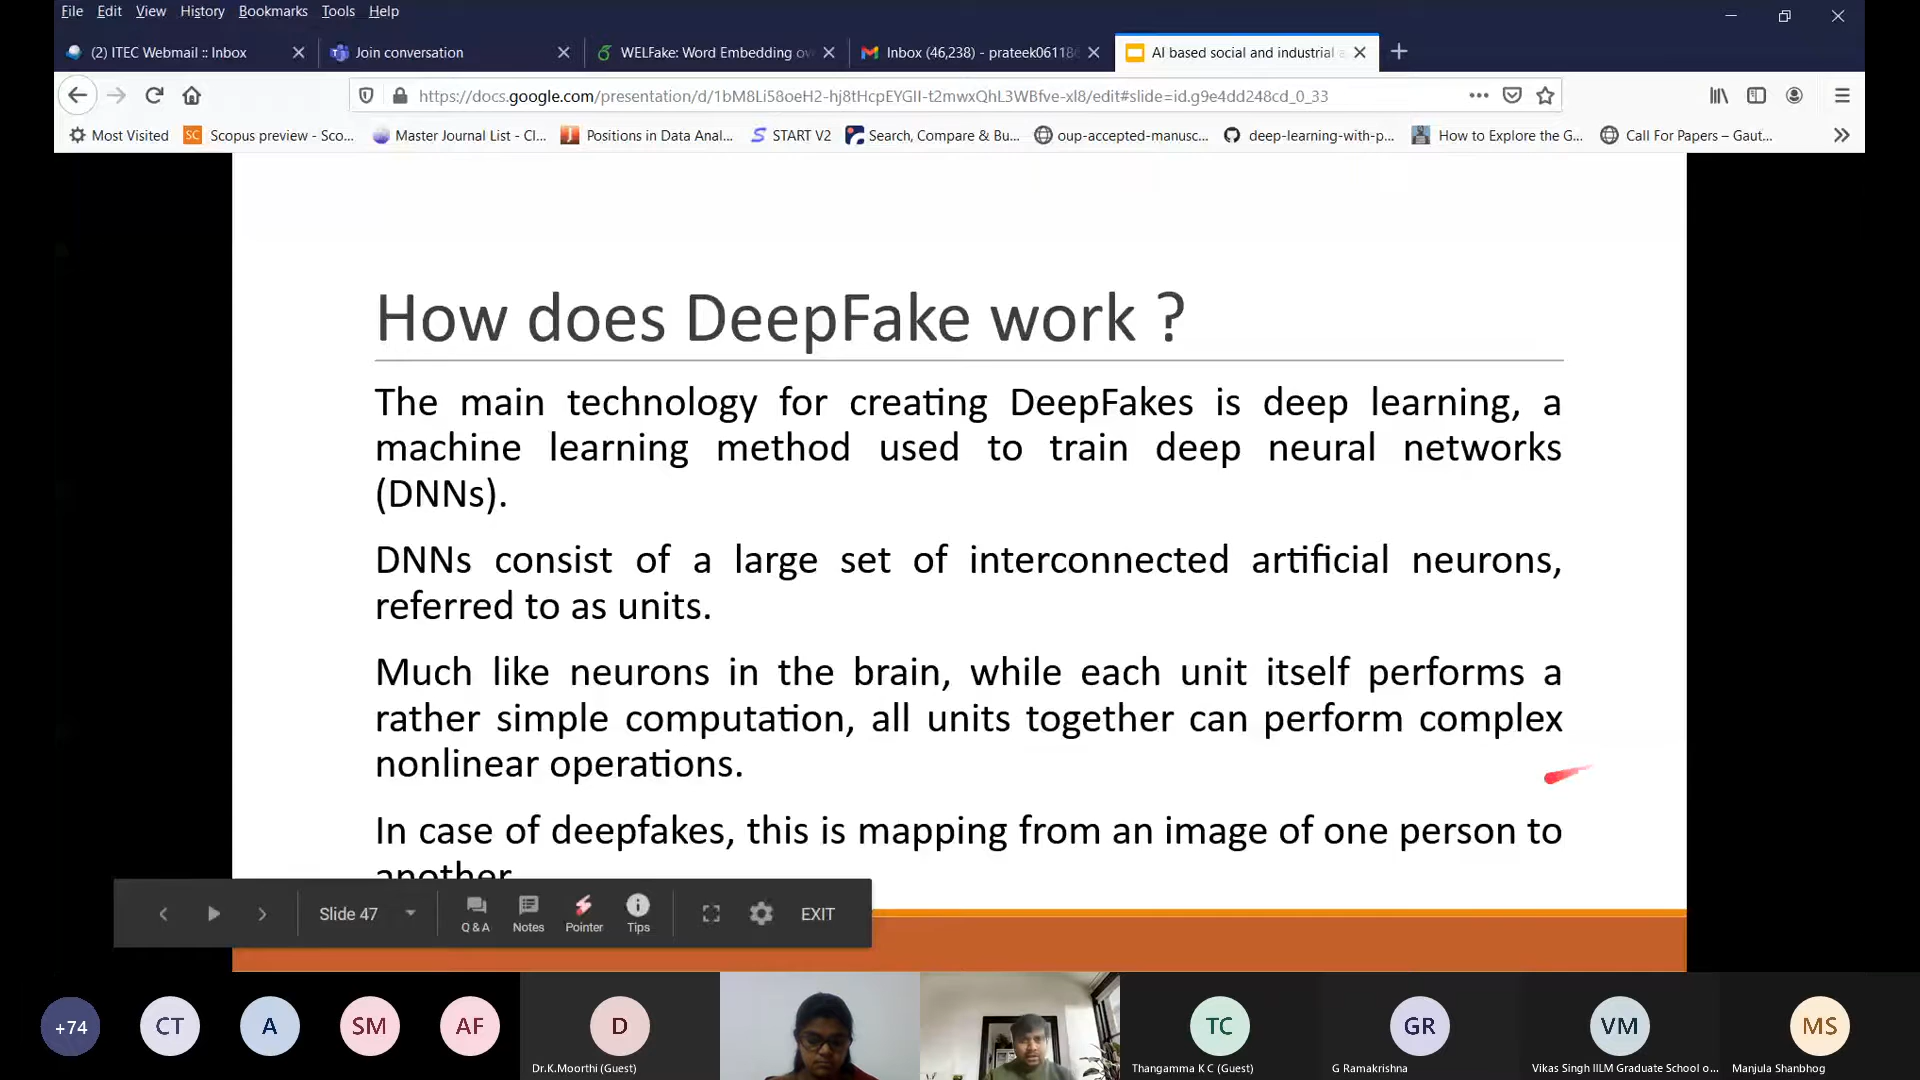 File Edit View History Bookmarks Tools Help
(2) ITEC Webmail :: Inbox
Join conversation
WELFake: Word Embedding ov
Inbox (46,238) - prateek06118
AI based social and industrial
https://docs.google.com/presentation/d/1bM8Li58oeH2-hj8tHcpEYGII-t2mwxQhL3WBfve-xl8/edit#slide=id.g9e4dd248cd_0_33
Most Visited
SC Scopus preview - Sco...
Master Journal List - Cl...
Positions in Data Anal...
START V2
Search, Compare & Bu...
oup-accepted-manusc...
deep-learning-with-p...
How to Explore the G...
Call For Papers – Gaut...
How does DeepFake work ?
The main technology for creating DeepFakes is deep learning, a
machine learning method used to train deep neural networks
(DNNs).
DNNs consist of a large set of interconnected artificial neurons,
referred to as units.
Much like neurons in the brain, while each unit itself performs a
rather simple computation, all units together can perform complex
nonlinear operations.
In case of deepfakes, this is mapping from an image of one person to
another
Slide 47
Q & A
Notes
Pointer
Tips
EXIT
+74
CT
A
SM
AF
D
TC
GR
VM
MS
Dr.K.Moorthi (Guest)
Thangamma K C (Guest)
G Ramakrishna
Vikas Singh IILM Graduate School o...
Manjula Shanbhog